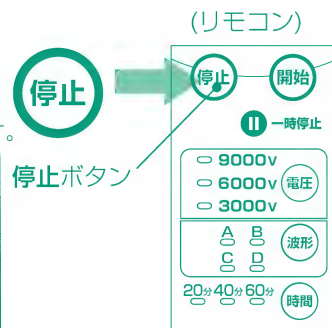 (リモコン)
停止
停止 開始
一時停止
す。
停止ボタン
9000v
6000v 電圧
3000v
A B
波形
C D
20分 40分 60分
時間